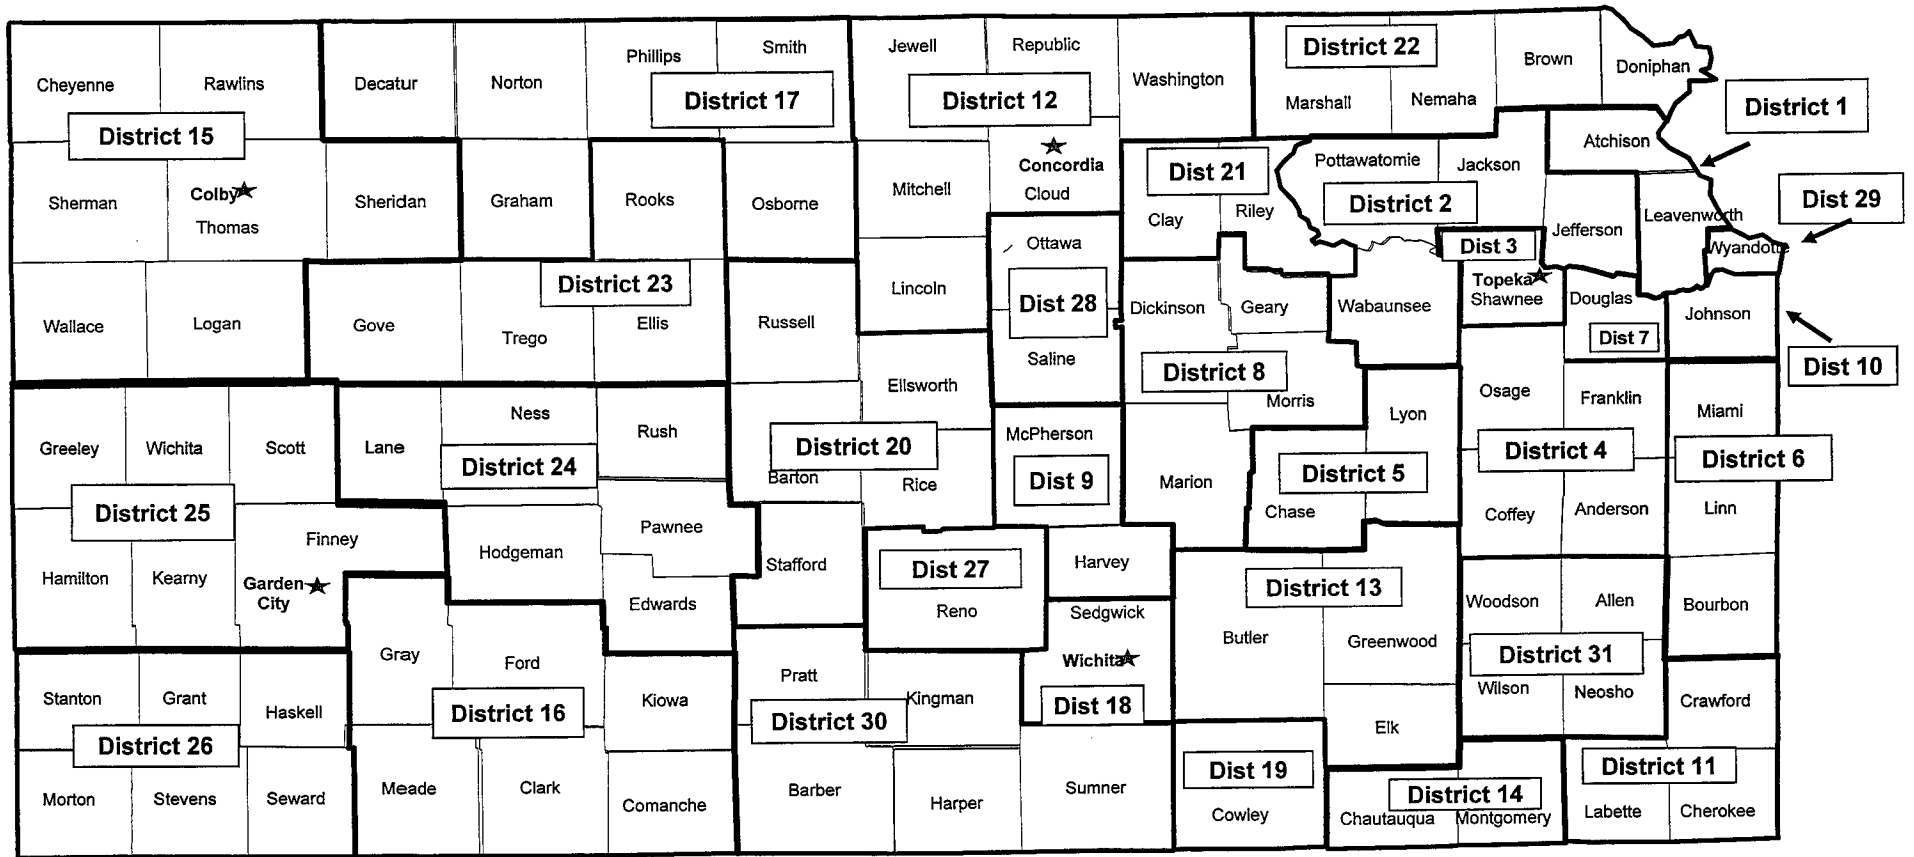 Cheyenne
Rawlins
Decatur
Norton
Phillips
Smith
Jewell
Republic
Washington
District 22
Marshall
Nemaha
Brown
Doniphan
District 15
District 17
District 12
District 1
Sherman
Colby
Thomas
Sheridan
Graham
Rooks
Osborne
Mitchell
Concordia
Cloud
Dist 21
Clay
Riley
Pottawatomie
Jackson
District 2
Atchison
Leavenworth
Dist 29
Jefferson
Wyandotte
Ottawa
Dist 3
Topeka
Shawnee
Douglas
Dist 7
Johnson
Dist 10
Wallace
Logan
Gove
District 23
Trego
Ellis
Russell
Lincoln
Dist 28
Saline
Dickinson
Geary
Wabaunsee
District 8
Morris
Ellsworth
Greeley
Wichita
Scott
Lane
Ness
Rush
District 24
District 20
Barton
Rice
McPherson
Dist 9
Marion
Lyon
District 5
Chase
Osage
Franklin
District 4
Coffey
Anderson
Miami
District 6
Linn
District 25
Finney
Hamilton
Kearny
Garden
City
Hodgeman
Pawnee
Edwards
Stafford
Dist 27
Reno
Harvey
Sedgwick
Wichita
Dist 18
District 13
Butler
Greenwood
Elk
Woodson
Allen
District 31
Wilson
Neosho
Bourbon
Crawford
Stanton
Grant
Haskell
District 26
Morton
Stevens
Seward
Gray
Ford
District 16
Kiowa
Meade
Clark
Comanche
Pratt
Kingman
District 30
Barber
Harper
Sumner
Dist 19
Cowley
District 14
Chautauqua
Montgomery
District 11
Labette
Cherokee